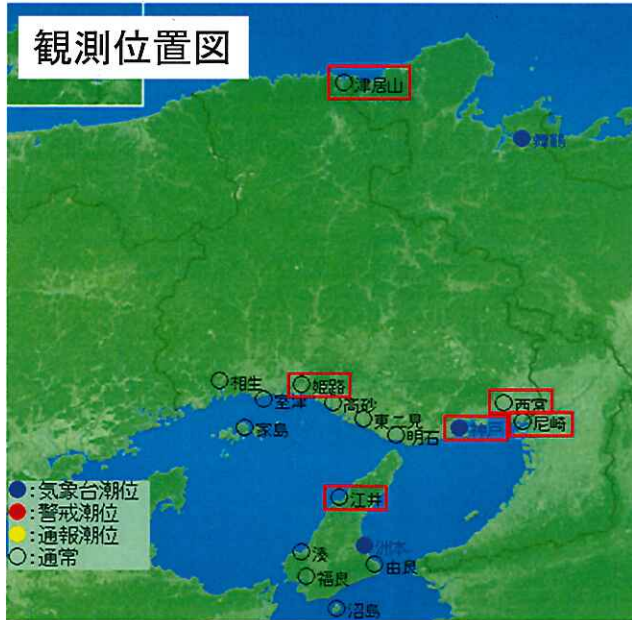 観測位置図
津居山
舞鶴
相生
姫路
室津
高砂
西宮
家島
東二見
明石
神戸
尼崎
江井
●:気象台潮位
●:警戒潮位
●:通報潮位
○:通常
湊
洲本
由良
福良
沼島